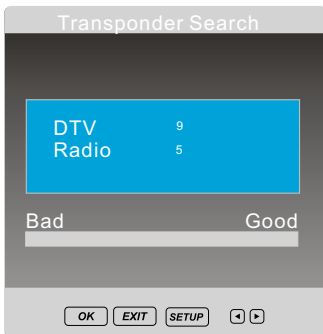 Transponder Search
DTV 9
Radio 5
Bad Good
OK EXIT SETUP